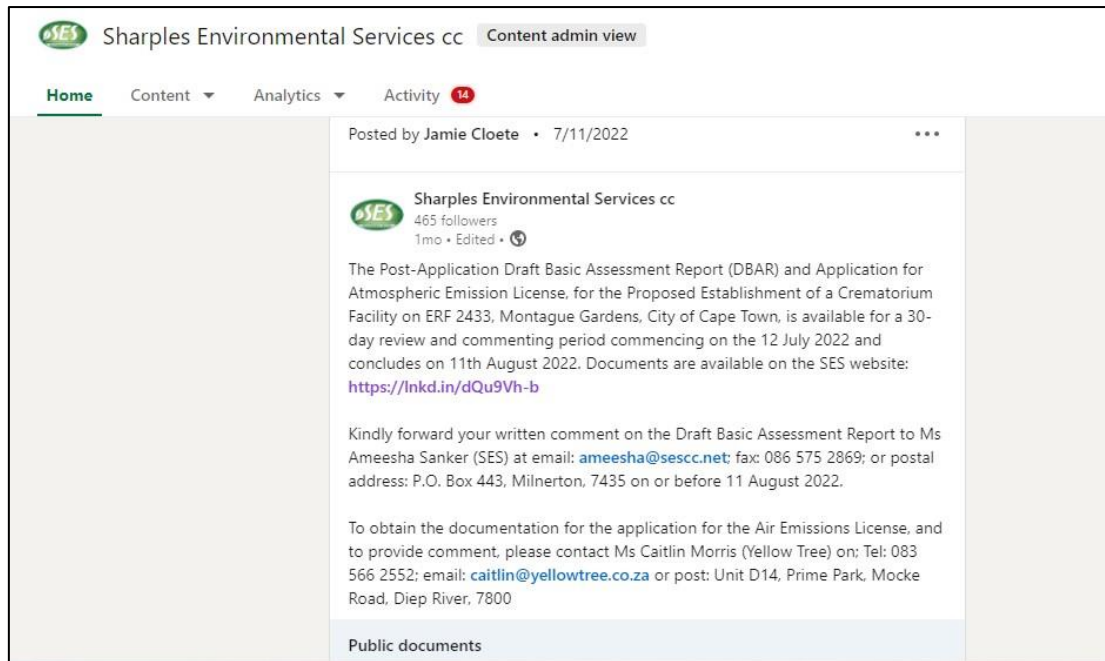 SES
Sharples Environmental Services cc Content admin view
Home Content Analytics Activity 14
Posted by Jamie Cloete • 7/11/2022
SES
Sharples Environmental Services cc
465 followers
1mo • Edited •
The Post-Application Draft Basic Assessment Report (DBAR) and Application for
Atmospheric Emission License, for the Proposed Establishment of a Crematorium
Facility on ERF 2433, Montague Gardens, City of Cape Town, is available for a 30-
day review and commenting period commencing on the 12 July 2022 and
concludes on 11th August 2022. Documents are available on the SES website:
https://lnkd.in/dQu9Vh-b
Kindly forward your written comment on the Draft Basic Assessment Report to Ms
Ameesha Sanker (SES) at email: ameesha@sescc.net; fax: 086 575 2869; or postal
address: P.O. Box 443, Milnerton, 7435 on or before 11 August 2022.
To obtain the documentation for the application for the Air Emissions License, and
to provide comment, please contact Ms Caitlin Morris (Yellow Tree) on; Tel: 083
566 2552; email: caitlin@yellowtree.co.za or post: Unit D14, Prime Park, Mocke
Road, Diep River, 7800
Public documents